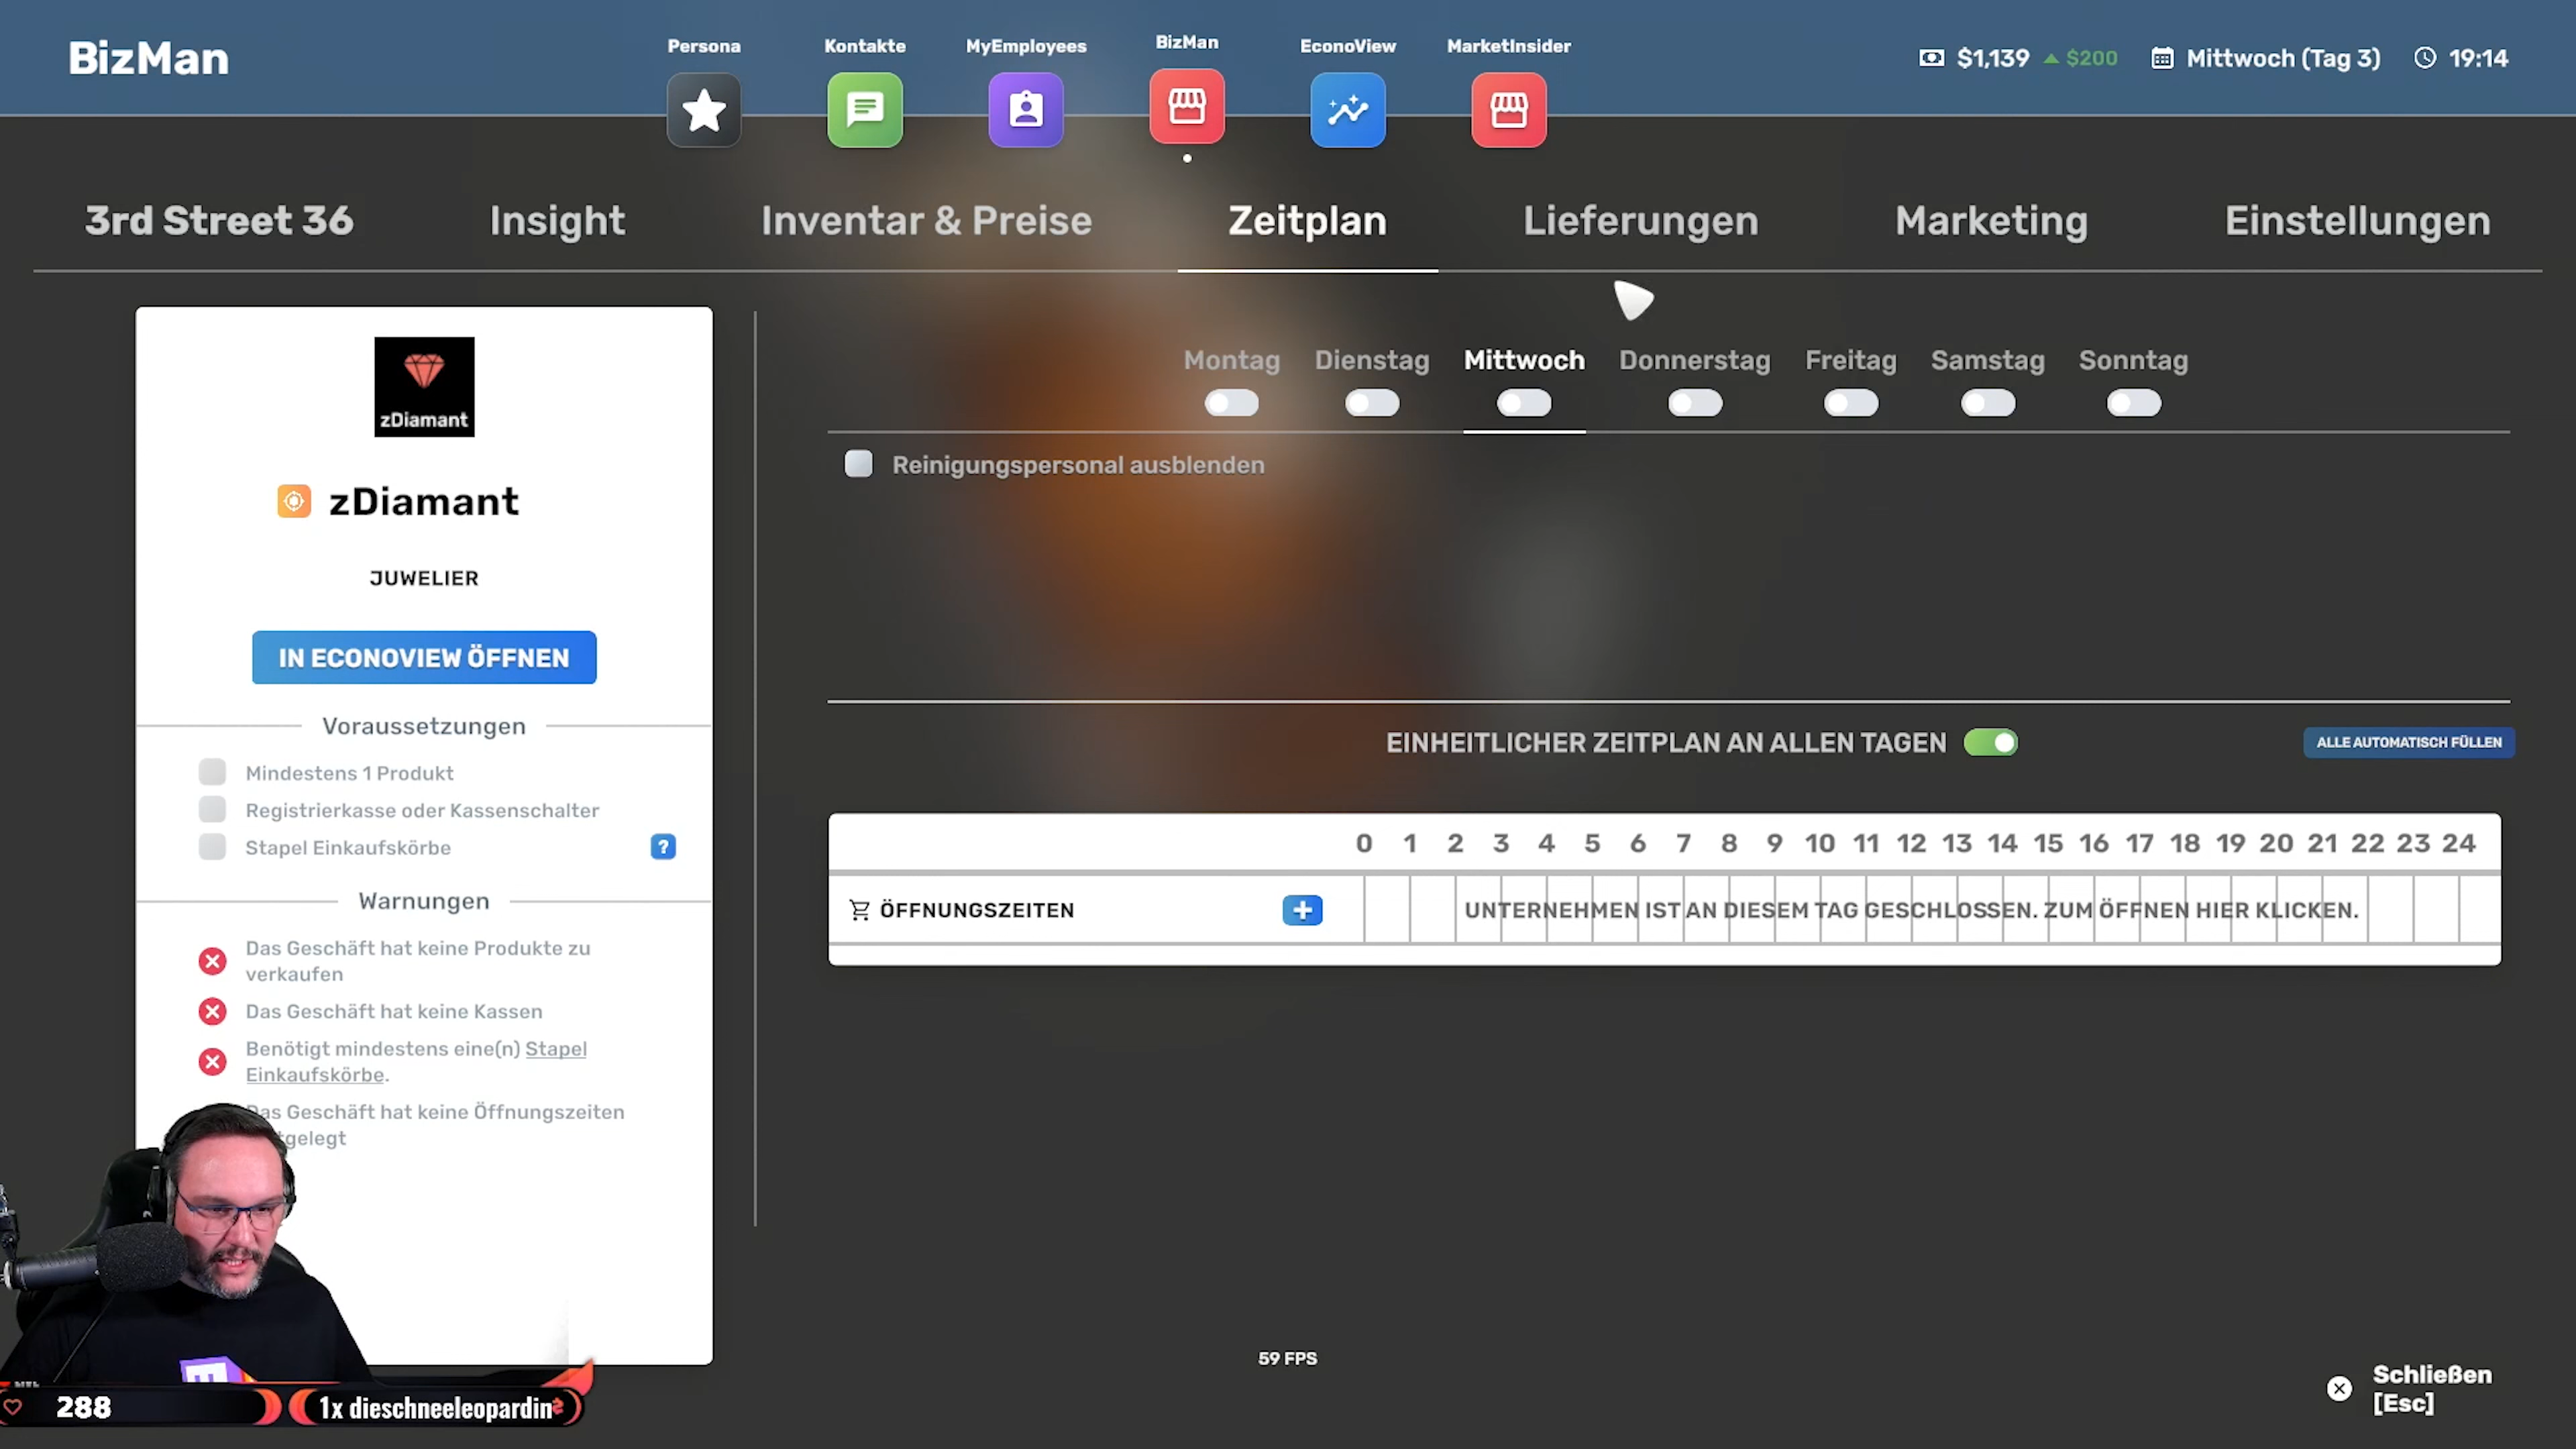 BizMan
Persona
Kontakte
MyEmployees
BizMan
EconoView
MarketInsider
$1,139 $200
Mittwoch (Tag 3)
19:14
3rd Street 36
Insight
Inventar & Preise
Zeitplan
Lieferungen
Marketing
Einstellungen
zDiamant
zDiamant
JUWELIER
IN ECONOVIEW ÖFFNEN
Voraussetzungen
Mindestens 1 Produkt
Registrierkasse oder Kassenschalter
Stapel Einkaufskörbe
?
Warnungen
Das Geschäft hat keine Produkte zu
verkaufen
Das Geschäft hat keine Kassen
Benötigt mindestens eine(n) Stapel
Einkaufskörbe.
Das Geschäft hat keine Öffnungszeiten
tgelegt
Montag
Dienstag
Mittwoch
Donnerstag
Freitag
Samstag
Sonntag
Reinigungspersonal ausblenden
EINHEITLICHER ZEITPLAN AN ALLEN TAGEN
ALLE AUTOMATISCH FÜLLEN
0 1 2 3 4 5 6 7 8 9 10 11 12 13 14 15 16 17 18 19 20 21 22 23 24
ÖFFNUNGSZEITEN
+
UNTERNEHMEN IST AN DIESEM TAG GESCHLOSSEN. ZUM ÖFFNEN HIER KLICKEN.
59 FPS
Schließen
[Esc]
288
1x dieschneeleopardin